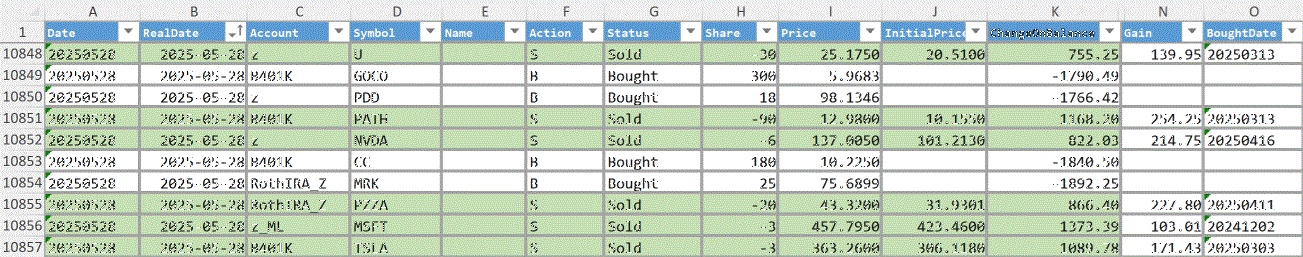 A B C D E F G H I J K N O
1 Date RealDate Account Symbol Name Action Status Share Price InitialPrice Gain BoughtDate
10848 20250528 2025-05-28 z U S Sold 30 25.1750 20.5100 755.25 139.95 20250313
10849 20250528 2025-05-28 B401K GOCO B Bought 300 5.9683 -1790.49
10850 20250528 2025-05-28 z PDD B Bought 18 98.1346 -1766.42
10851 20250528 2025-05-28 B401K PATH S Sold -90 12.9800 10.1550 1168.20 254.25 20250313
10852 20250528 2025-05-28 z NVDA S Sold -6 137.0050 101.2130 822.03 214.75 20250416
10853 20250528 2025-05-28 B401K CC B Bought 180 10.2250 -1840.50
10854 20250528 2025-05-28 RothIRA_Z MRK B Bought 25 75.6899 -1892.25
10855 20250528 2025-05-28 RothIRA_Z PZZA S Sold -20 43.3200 31.9301 866.40 227.80 20250411
10856 20250528 2025-05-28 z_ML MSFT S Sold -3 457.7950 423.4600 1373.39 103.01 20241202
10857 20250528 2025-05-28 B401K TSLA S Sold -3 363.2600 306.1180 1089.78 171.43 20250303